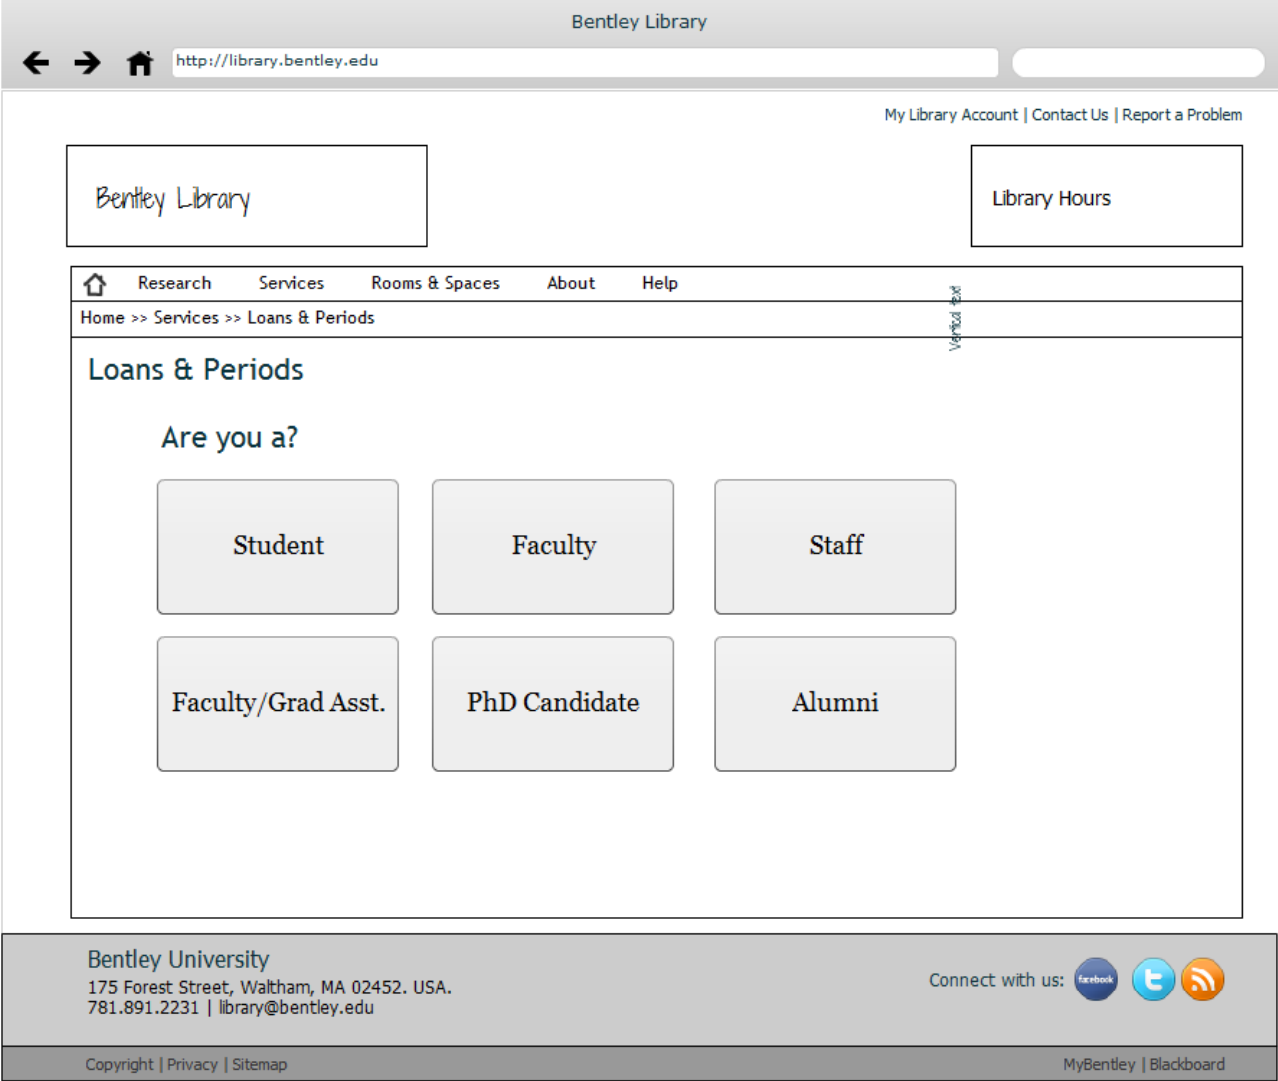 Bentley Library
http://library.bentley.edu
My Library Account | Contact Us | Report a Problem
Bentley Library
Library Hours
Research Services Rooms & Spaces About Help
Vertical text
Home >> Services >> Loans & Periods
Loans & Periods
Are you a?
Student Faculty Staff
Faculty/Grad Asst. PhD Candidate Alumni
Bentley University
175 Forest Street, Waltham, MA 02452. USA.
781.891.2231 | library@bentley.edu
Connect with us: facebook t
Copyright | Privacy | Sitemap
MyBentley | Blackboard